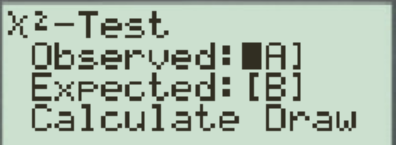 χ²-Test
Observed:█A]
Expected:[B]
Calculate Draw